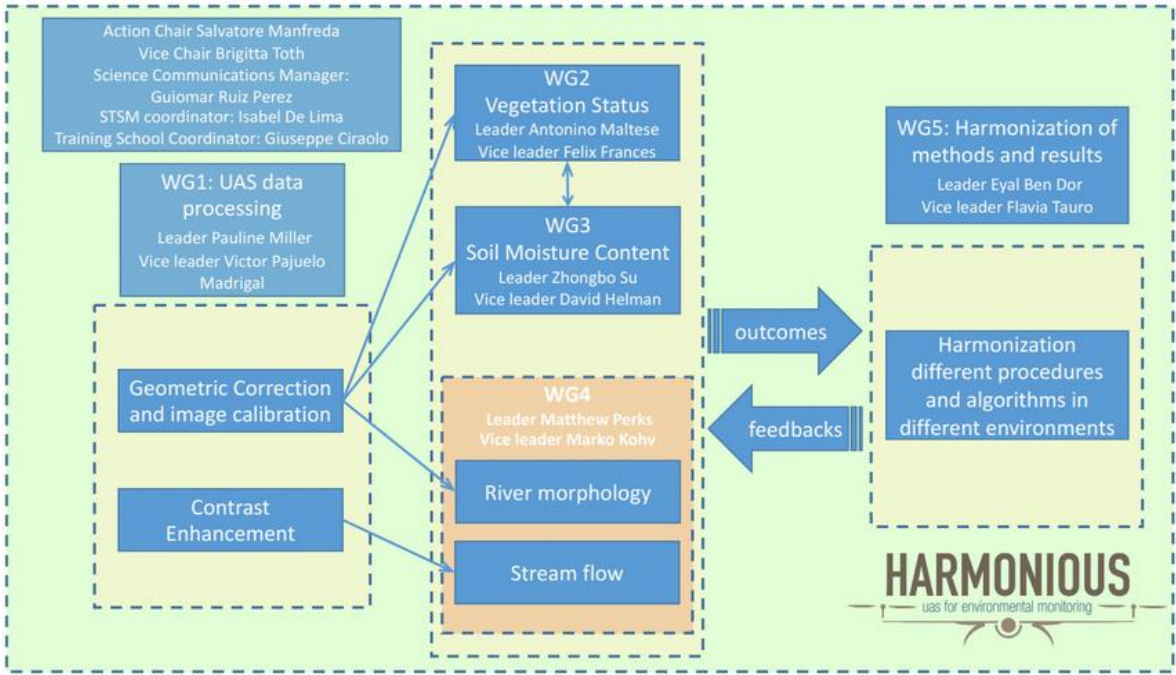 Action Chair Salvatore Manfreda
Vice Chair Brigitta Toth
Science Communications Manager:
Guiomar Ruiz Perez
STSM coordinator: Isabel De Lima
Training School Coordinator: Giuseppe Ciraolo
WG1: UAS data
processing
Leader Pauline Miller
Vice leader Victor Pajuelo
Madrigal
Geometric Correction
and image calibration
Contrast
Enhancement
WG2
Vegetation Status
Leader Antonino Maltese
Vice leader Felix Frances
WG3
Soil Moisture Content
Leader Zhongbo Su
Vice leader David Helman
WG4
Leader Matthew Perks
Vice leader Marko Kohv
River morphology
Stream flow
outcomes
feedbacks
WG5: Harmonization of
methods and results
Leader Eyal Ben Dor
Vice leader Flavia Tauro
Harmonization
different procedures
and algorithms in
different environments
HARMONIOUS
uas for environmental monitoring